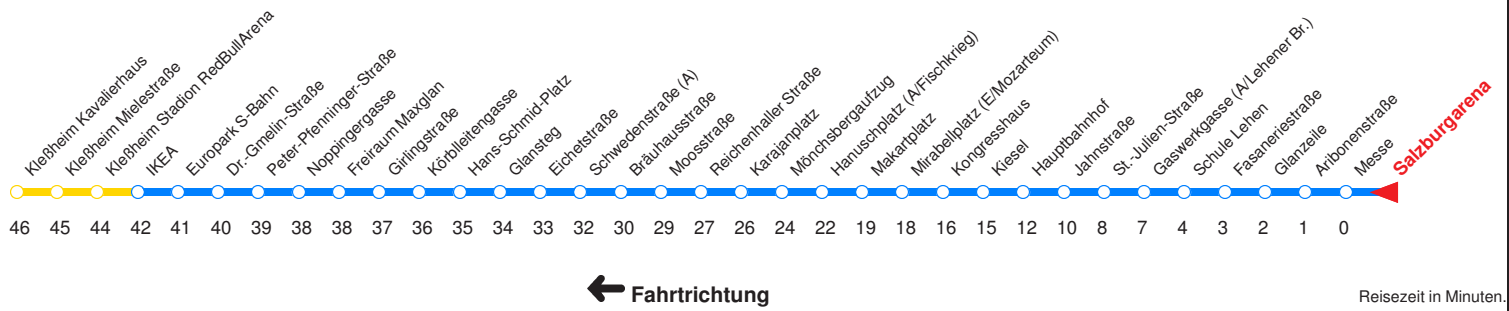 Kleßheim Kavalierhaus
Kleßheim Mielestraße
Kleßheim Stadion RedBullArena
IKEA
Europark S-Bahn
Dr.-Gmelin-Straße
Peter-Pfenninger-Straße
Noppingergasse
Freiraum Maxglan
Girlingstraße
Körblleitengasse
Hans-Schmid-Platz
Glansteg
Eichetstraße
Schwedenstraße (A)
Bräuhausstraße
Moosstraße
Reichenhaller Straße
Karajanplatz
Mönchsbergaufzug
Hanuschplatz (A/Fischkrieg)
Makartplatz
Mirabellplatz (E/Mozarteum)
Kongresshaus
Kiesel
Hauptbahnhof
Jahnstraße
St.-Julien-Straße
Gaswerkgasse (A/Lehener Br.)
Schule Lehen
Fasaneriestraße
Glanzeile
Aribonenstraße
Messe
Salzburgarena
46 45 44 42 41 40 39 38 38 37 36 35 34 33 32 30 29 27 26 24 22 19 18 16 15 12 10 8 7 4 3 2 1 0
Fahrtrichtung
Reisezeit in Minuten.